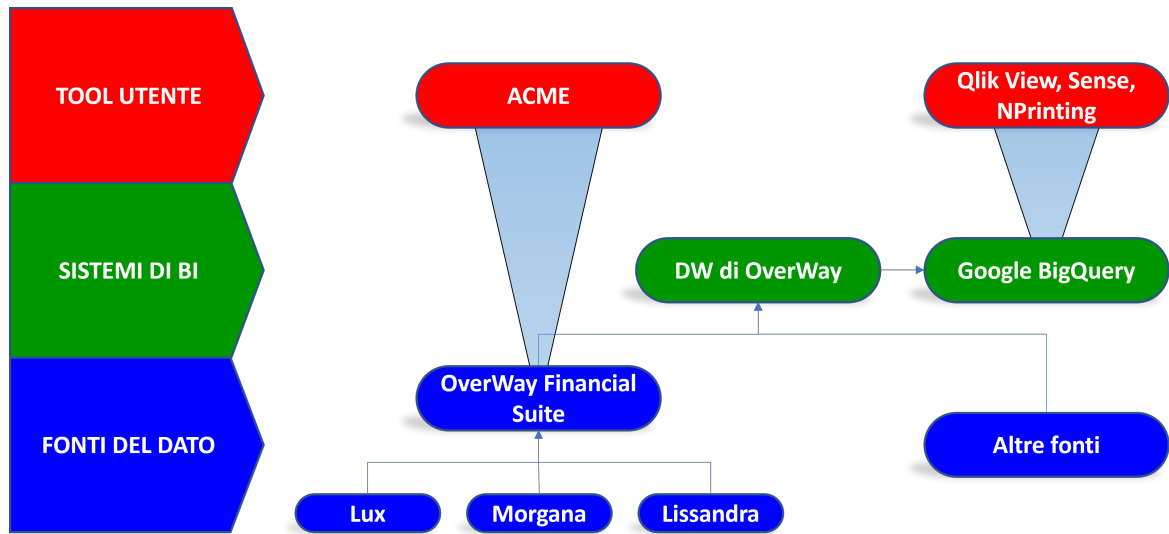 TOOL UTENTE
ACME
Qlik View, Sense,
NPrinting
SISTEMI DI BI
DW di OverWay
Google BigQuery
OverWay Financial
Suite
FONTI DEL DATO
Altre fonti
Lux
Morgana
Lissandra